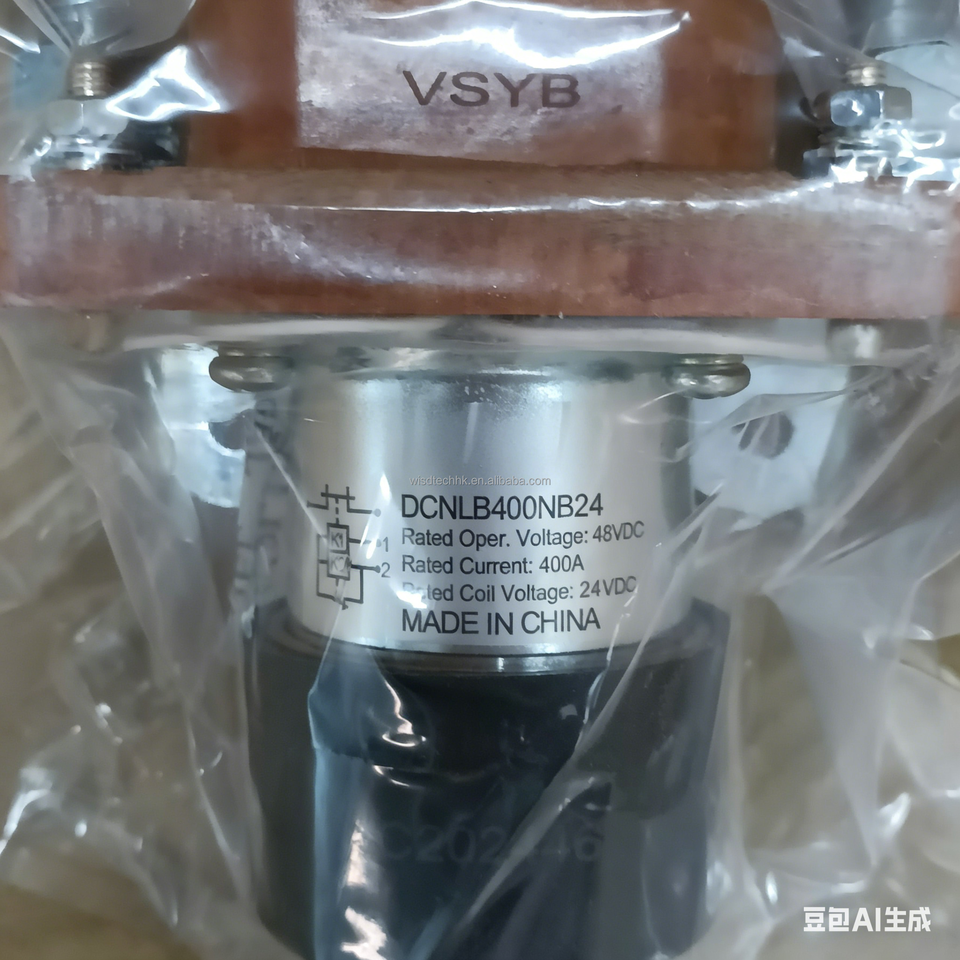 VSYB
wisdtechhk.en.alibaba.com
DCNLB400NB24
Rated Oper. Voltage: 48VDC
K1
1
Rated Current: 400A
2
Rated Coil Voltage: 24VDC
MADE IN CHINA
豆包AI生成